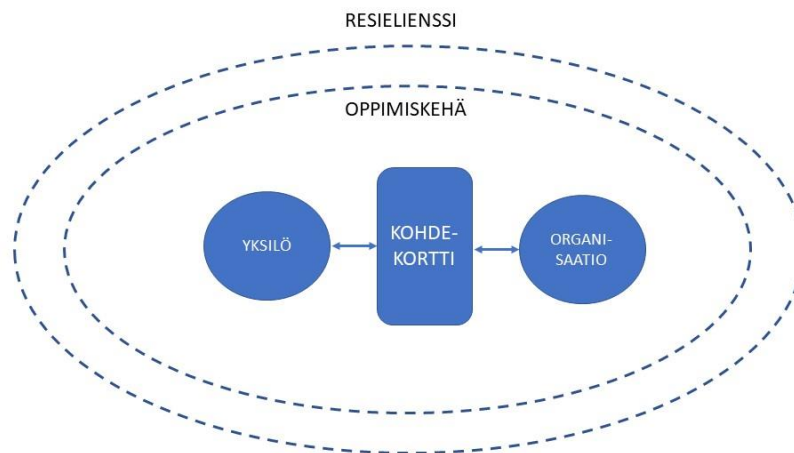 RESIELIENSSI
OPPIMISKEHÄ
YKSILÖ
KOHDE-
KORTTI
ORGANI-
SAATIO